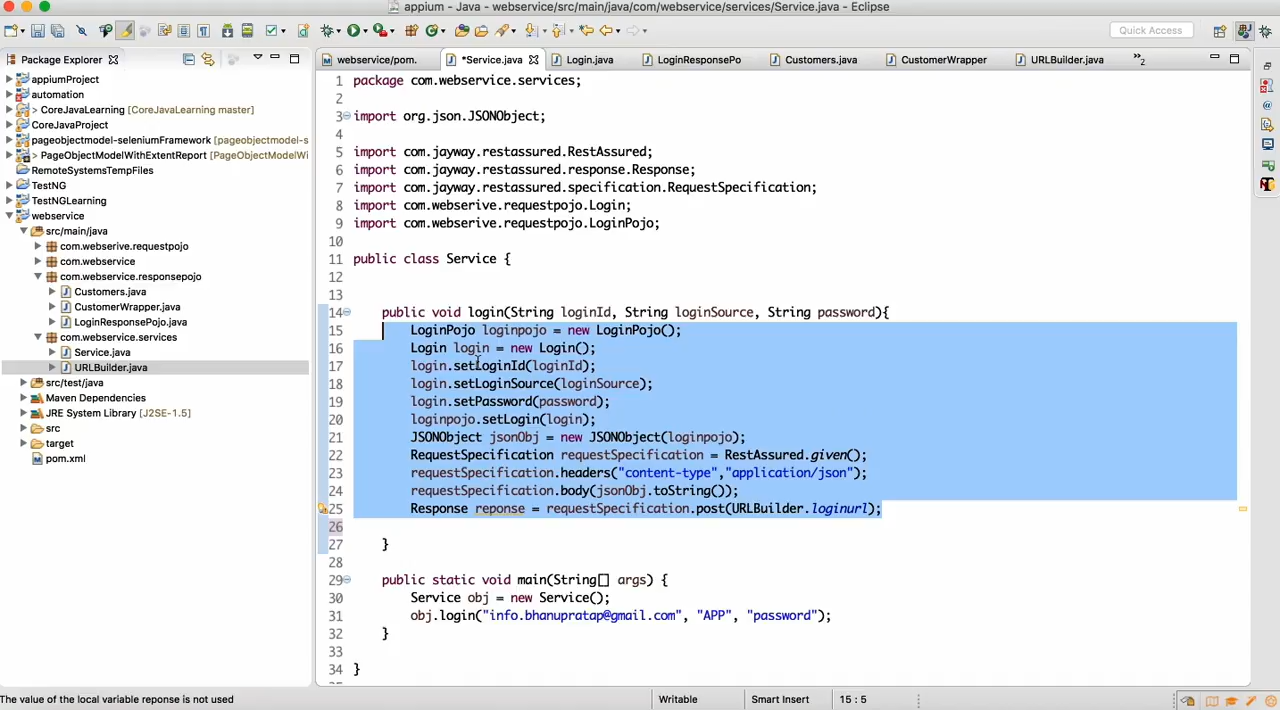 appium - Java - webservice/src/main/java/com/webservice/services/Service.java - Eclipse
Quick Access
Package Explorer
webservice/pom.
*Service.java
Login.java
LoginResponsePo
Customers.java
CustomerWrapper
URLBuilder.java
»2
appiumProject
automation
> CoreJavaLearning [CoreJavaLearning master]
CoreJavaProject
pageobjectmodel-seleniumFramework [pageobjectmodel-s
> PageObjectModelWithExtentReport [PageObjectModelWi
RemoteSystemsTempFiles
TestNG
TestNGLearning
webservice
src/main/java
com.webserive.requestpojo
com.webservice
com.webservice.responsepojo
Customers.java
CustomerWrapper.java
LoginResponsePojo.java
com.webservice.services
Service.java
URLBuilder.java
src/test/java
Maven Dependencies
JRE System Library [J2SE-1.5]
src
target
pom.xml
1 package com.webservice.services;
2
3 import org.json.JSONObject;
4
5 import com.jayway.restassured.RestAssured;
6 import com.jayway.restassured.response.Response;
7 import com.jayway.restassured.specification.RequestSpecification;
8 import com.webserive.requestpojo.Login;
9 import com.webserive.requestpojo.LoginPojo;
10
11 public class Service {
12
13
14 public void login(String loginId, String loginSource, String password){
15 LoginPojo loginpojo = new LoginPojo();
16 Login login = new Login();
17 login.setLoginId(loginId);
18 login.setLoginSource(loginSource);
19 login.setPassword(password);
20 loginpojo.setLogin(login);
21 JSONObject jsonObj = new JSONObject(loginpojo);
22 RequestSpecification requestSpecification = RestAssured.given();
23 requestSpecification.headers("content-type","application/json");
24 requestSpecification.body(jsonObj.toString());
25 Response reponse = requestSpecification.post(URLBuilder.loginurl);
26
27 }
28
29 public static void main(String[] args) {
30 Service obj = new Service();
31 obj.login("info.bhanupratap@gmail.com", "APP", "password");
32 }
33
34 }
The value of the local variable reponse is not used
Writable
Smart Insert
15 : 5